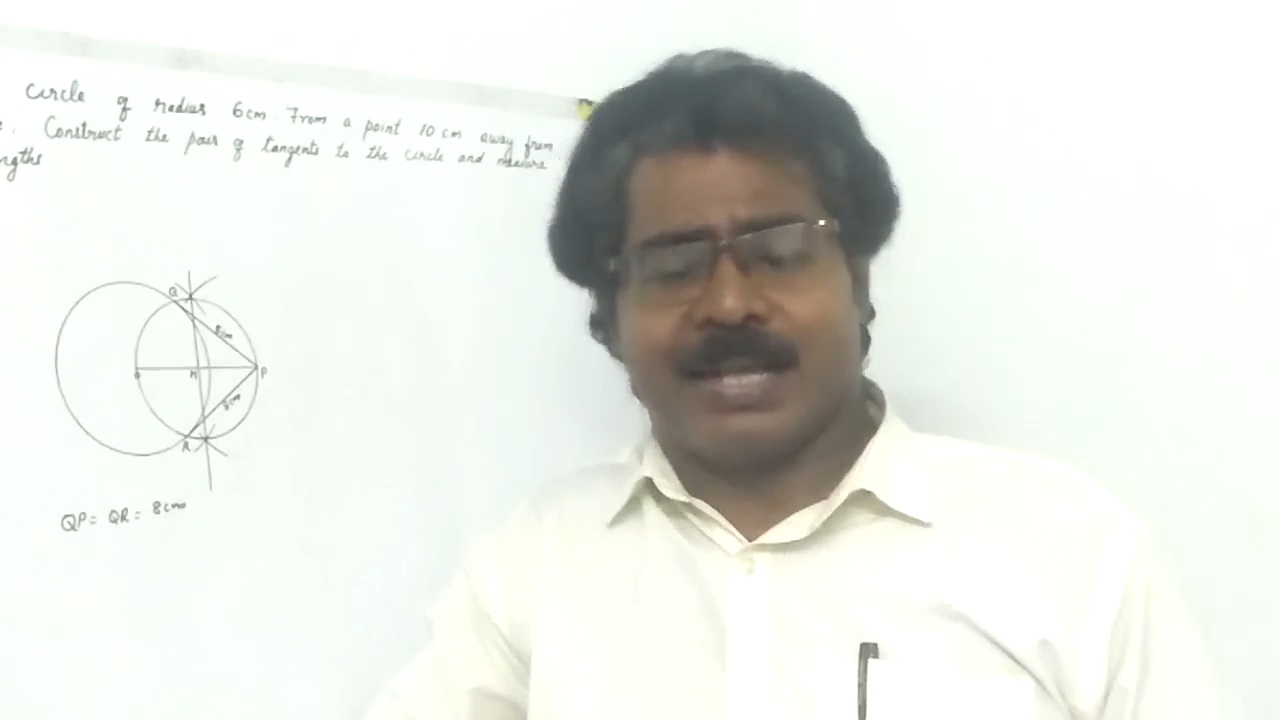 circle of radius 6cm. From a point 10 cm away from
Construct the pair of tangents to the circle and measure
ngths
Q
8cm
M
P
8cm
R
QP = QR = 8cm